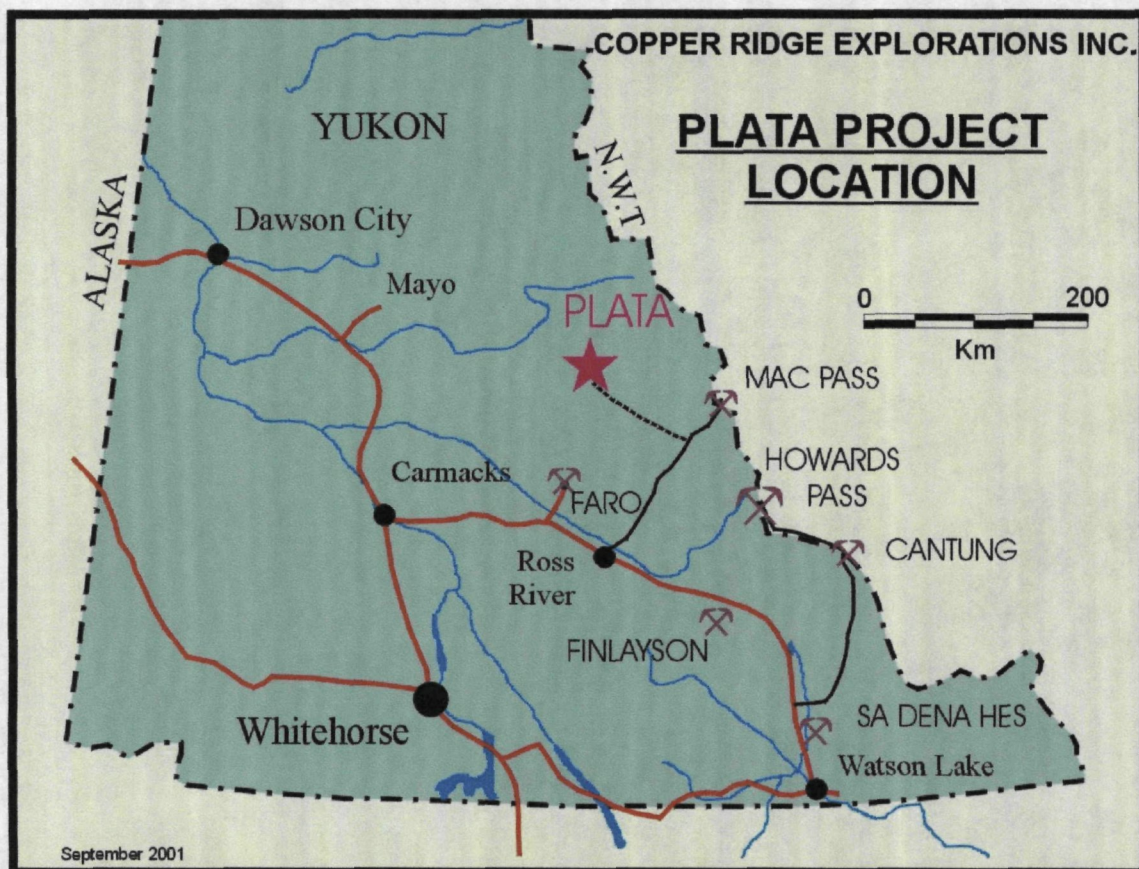 COPPER RIDGE EXPLORATIONS INC.
PLATA PROJECT
LOCATION
YUKON
N.W.T
ALASKA
Dawson City
Mayo
PLATA
0 200
Km
MAC PASS
HOWARDS
PASS
Carmacks
FARO
CANTUNG
Ross
River
FINLAYSON
SA DENA HES
Whitehorse
Watson Lake
September 2001